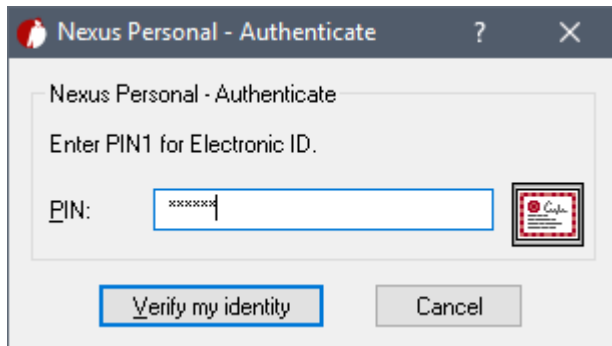 Nexus Personal - Authenticate ?
Nexus Personal - Authenticate
Enter PIN1 for Electronic ID.
PIN: ******
Verify my identity Cancel